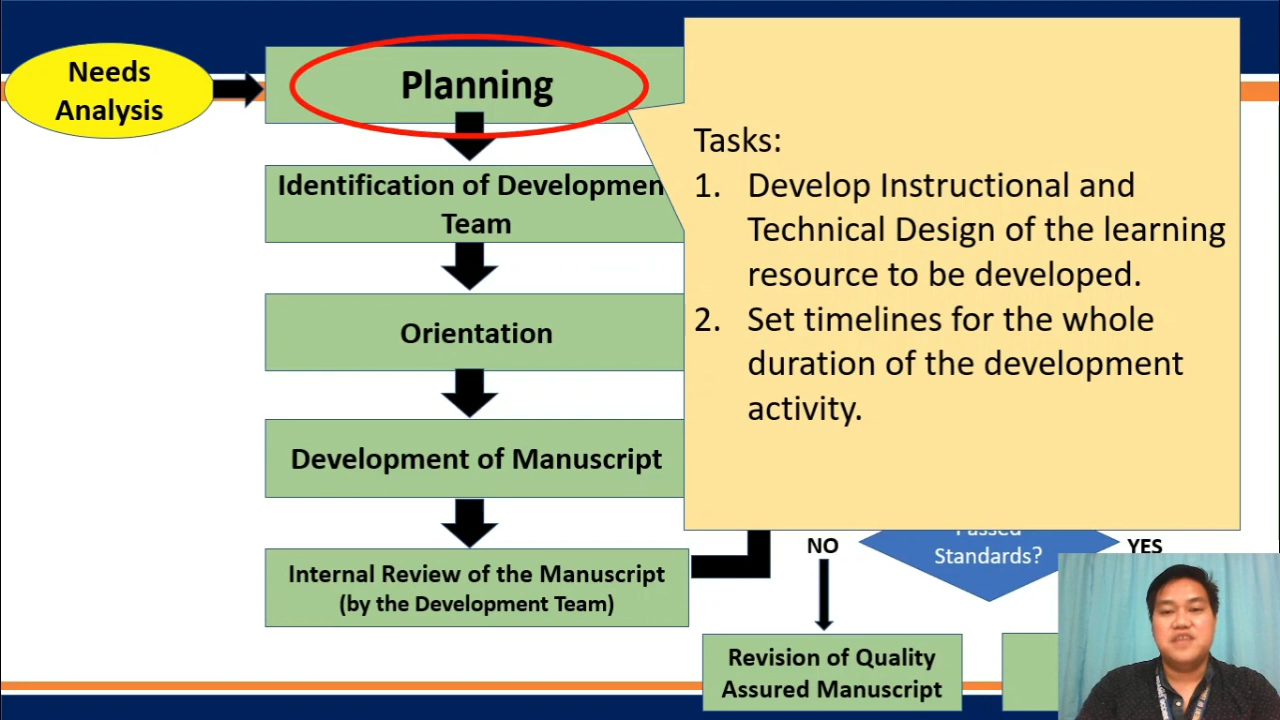 Needs
Analysis
Planning
Identification of Developmen
Team
Orientation
Development of Manuscript
Internal Review of the Manuscript
(by the Development Team)
Tasks:
1. Develop Instructional and
Technical Design of the learning
resource to be developed.
2. Set timelines for the whole
duration of the development
activity.
NO
Passed
Standards?
YES
Revision of Quality
Assured Manuscript